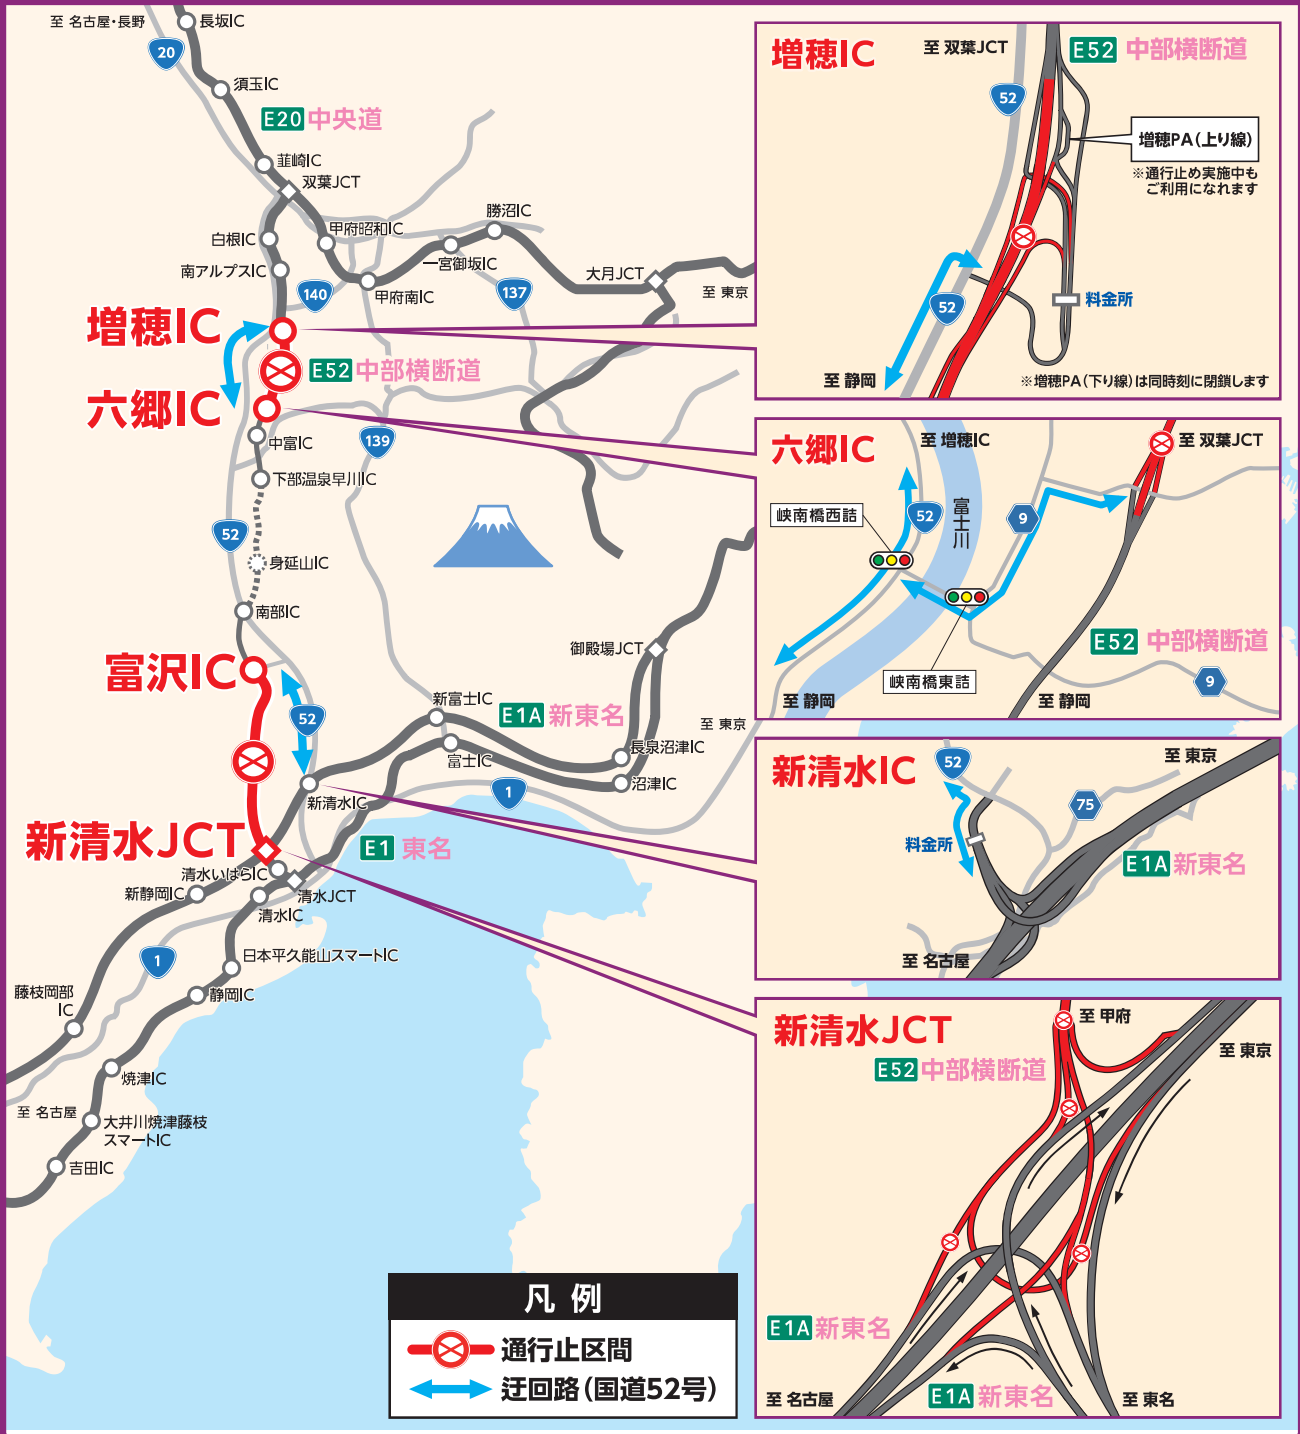 至 名古屋・長野
長坂IC
20
須玉IC
E20 中央道
韮崎IC
双葉JCT
白根IC
甲府昭和IC
勝沼IC
南アルプスIC
一宮御坂IC
大月JCT
140
甲府南IC
137
至 東京
増穂IC
E52 中部横断道
六郷IC
中富IC
139
下部温泉早川IC
52
身延山IC
南部IC
富沢IC
御殿場JCT
52
新富士IC
E1A 新東名
至 東京
富士IC
長泉沼津IC
沼津IC
新清水IC
1
新清水JCT
E1 東名
清水いはらIC
新静岡IC
清水JCT
清水IC
1
日本平久能山スマートIC
藤枝岡部
IC
静岡IC
焼津IC
至 名古屋
大井川焼津藤枝
スマートIC
吉田IC
凡 例
通行止区間
迂回路(国道52号)
増穂IC
至 双葉JCT
E52 中部横断道
52
増穂PA(上り線)
※通行止め実施中も
ご利用になれます
52
料金所
至 静岡
※増穂PA(下り線)は同時刻に閉鎖します
六郷IC
至 増穂IC
至 双葉JCT
峡南橋西詰
52
富士川
9
E52 中部横断道
峡南橋東詰
9
至 静岡
至 静岡
新清水IC
52
至 東京
75
料金所
E1A 新東名
至 名古屋
新清水JCT
至 甲府
E52 中部横断道
至 東京
E1A 新東名
至 名古屋
E1A 新東名
至 東名